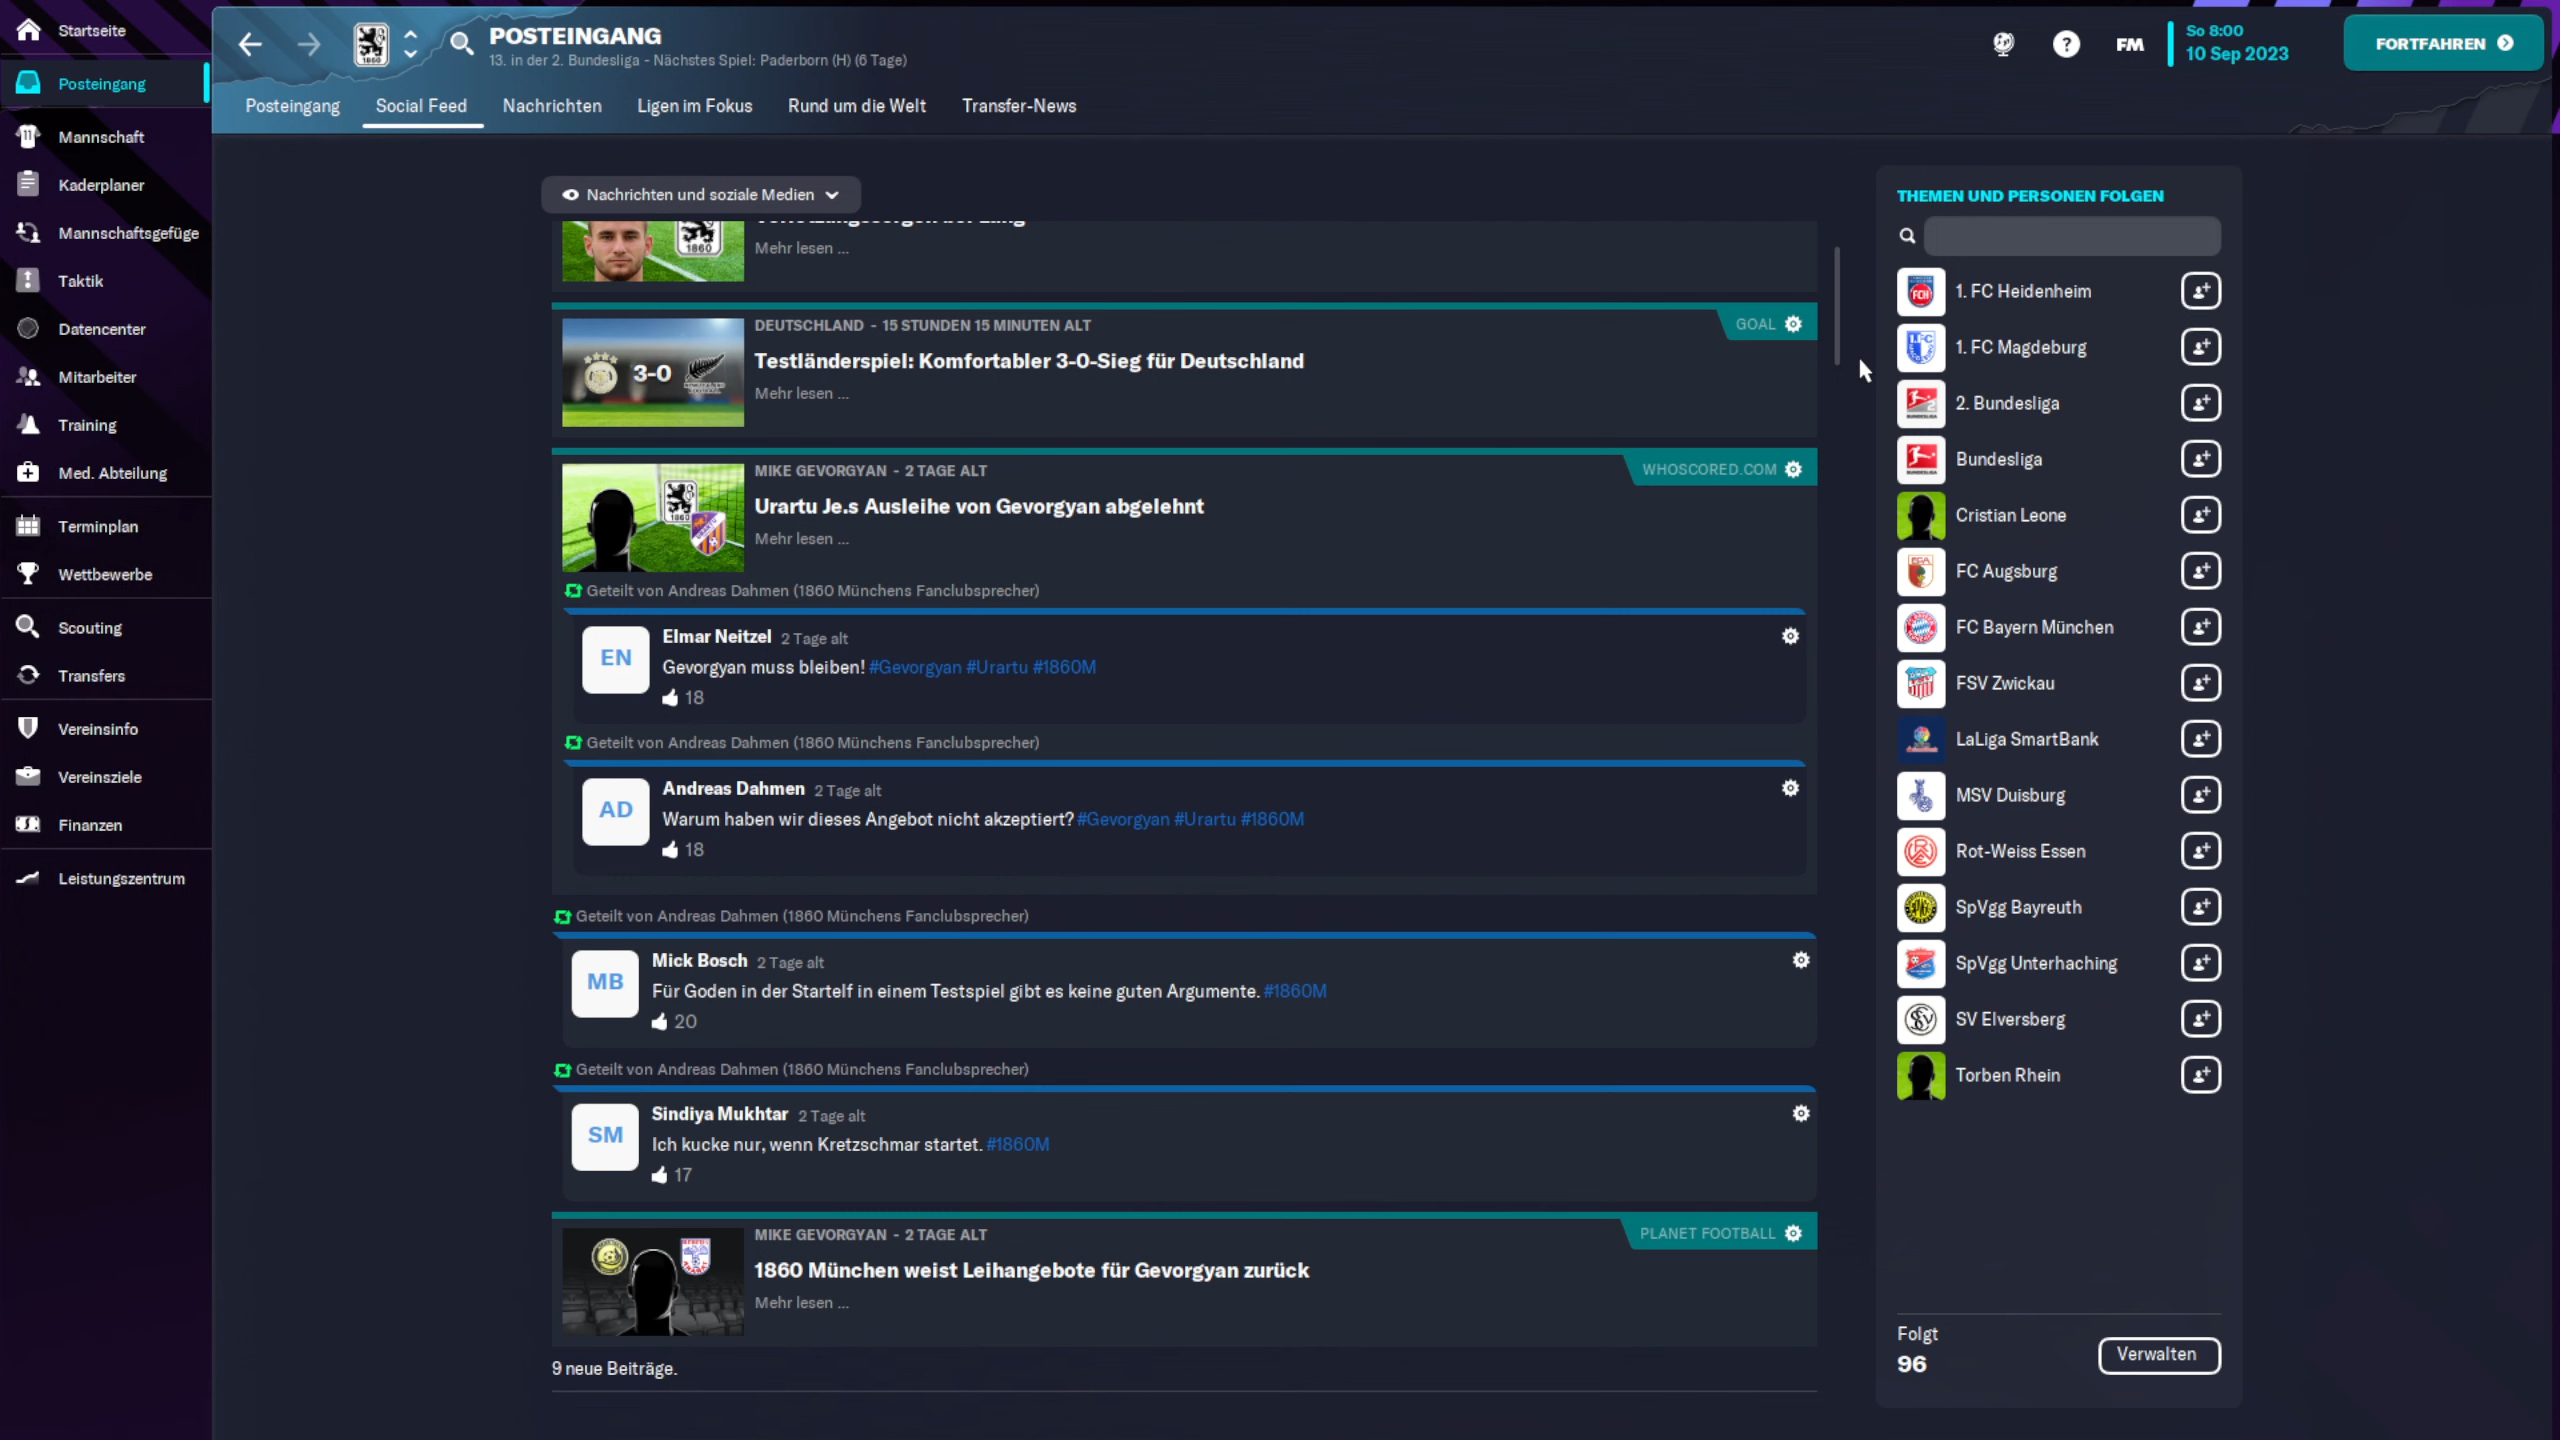 Startseite
Posteingang
Mannschaft
Kaderplaner
Mannschaftsgefüge
Taktik
Datencenter
Mitarbeiter
Training
Med. Abteilung
Terminplan
Wettbewerbe
Scouting
Transfers
Vereinsinfo
Vereinsziele
Finanzen
Leistungszentrum
POSTEINGANG
13. in der 2. Bundesliga - Nächstes Spiel: Paderborn (H) (6 Tage)
FM
So 8:00
10 Sep 2023
FORTFAHREN
Posteingang Social Feed Nachrichten Ligen im Fokus Rund um die Welt Transfer-News
Nachrichten und soziale Medien
1860
Mehr lesen ...
DEUTSCHLAND - 15 STUNDEN 15 MINUTEN ALT
GOAL
3-0
Testländerspiel: Komfortabler 3-0-Sieg für Deutschland
Mehr lesen ...
MIKE GEVORGYAN - 2 TAGE ALT
WHOSCORED.COM
1860
Urartu Je.s Ausleihe von Gevorgyan abgelehnt
Mehr lesen ...
Geteilt von Andreas Dahmen (1860 Münchens Fanclubsprecher)
EN
Elmar Neitzel 2 Tage alt
Gevorgyan muss bleiben! #Gevorgyan #Urartu #1860M
18
Geteilt von Andreas Dahmen (1860 Münchens Fanclubsprecher)
AD
Andreas Dahmen 2 Tage alt
Warum haben wir dieses Angebot nicht akzeptiert? #Gevorgyan #Urartu #1860M
18
Geteilt von Andreas Dahmen (1860 Münchens Fanclubsprecher)
MB
Mick Bosch 2 Tage alt
Für Goden in der Startelf in einem Testspiel gibt es keine guten Argumente. #1860M
20
Geteilt von Andreas Dahmen (1860 Münchens Fanclubsprecher)
SM
Sindiya Mukhtar 2 Tage alt
Ich kucke nur, wenn Kretzschmar startet. #1860M
17
MIKE GEVORGYAN - 2 TAGE ALT
PLANET FOOTBALL
1860 München weist Leihangebote für Gevorgyan zurück
Mehr lesen ...
9 neue Beiträge.
THEMEN UND PERSONEN FOLGEN
1. FC Heidenheim
1. FC Magdeburg
2. Bundesliga
Bundesliga
Cristian Leone
FC Augsburg
FC Bayern München
FSV Zwickau
LaLiga SmartBank
MSV Duisburg
Rot-Weiss Essen
SpVgg Bayreuth
SpVgg Unterhaching
SV Elversberg
Torben Rhein
Folgt
96
Verwalten